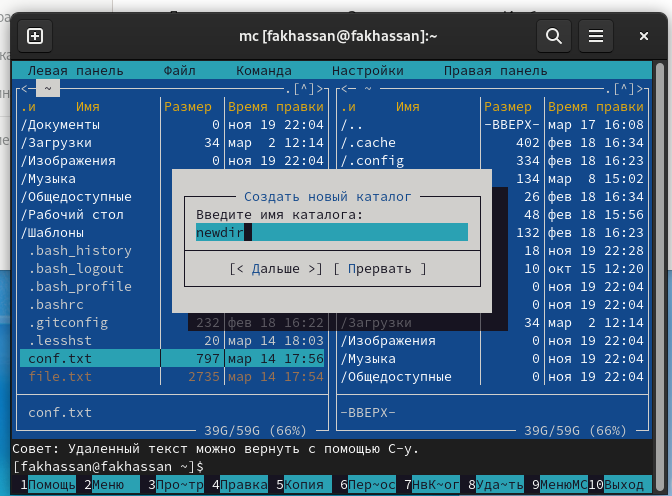 mc [fakhassan@fakhassan]:~
Левая панель Файл Команда Настройки Правая панель
<— ~ .[^]> <— ~ .[^]>
.и Имя Размер Время правки .и Имя Размер Время правки
/Документы 0 ноя 19 22:04 /.. -ВВЕРХ- мар 17 16:08
/Загрузки 34 мар 2 12:14 /.cache 402 фев 18 16:34
/Изображения 0 ноя 19 22:04 /.config 334 фев 18 16:23
/Музыка 134 мар 8 15:02
/Общедоступные Создать новый каталог 26 фев 18 16:34
/Рабочий стол Введите имя каталога: 48 фев 18 15:56
/Шаблоны newdir 132 фев 18 16:23
.bash_history 18 ноя 19 22:28
.bash_logout [< Дальше >] [ Прервать ] 10 окт 15 12:20
.bash_profile 0 ноя 19 22:04
.bashrc 0 ноя 19 22:04
.gitconfig 232 фев 18 16:22 /Загрузки 34 мар 2 12:14
.lesshst 20 мар 14 18:03 /Изображения 0 ноя 19 22:04
conf.txt 797 мар 14 17:56 /Музыка 0 ноя 19 22:04
file.txt 2735 мар 14 17:54 /Общедоступные 0 ноя 19 22:04
conf.txt -ВВЕРХ-
39G/59G (66%) 39G/59G (66%)
Совет: Удаленный текст можно вернуть с помощью C-y.
[fakhassan@fakhassan ~]$
1Помощь 2Меню 3Про~тр 4Правка 5Копия 6Пер~ос 7НвК~ог 8Уда~ть 9МенюMC 10Выход